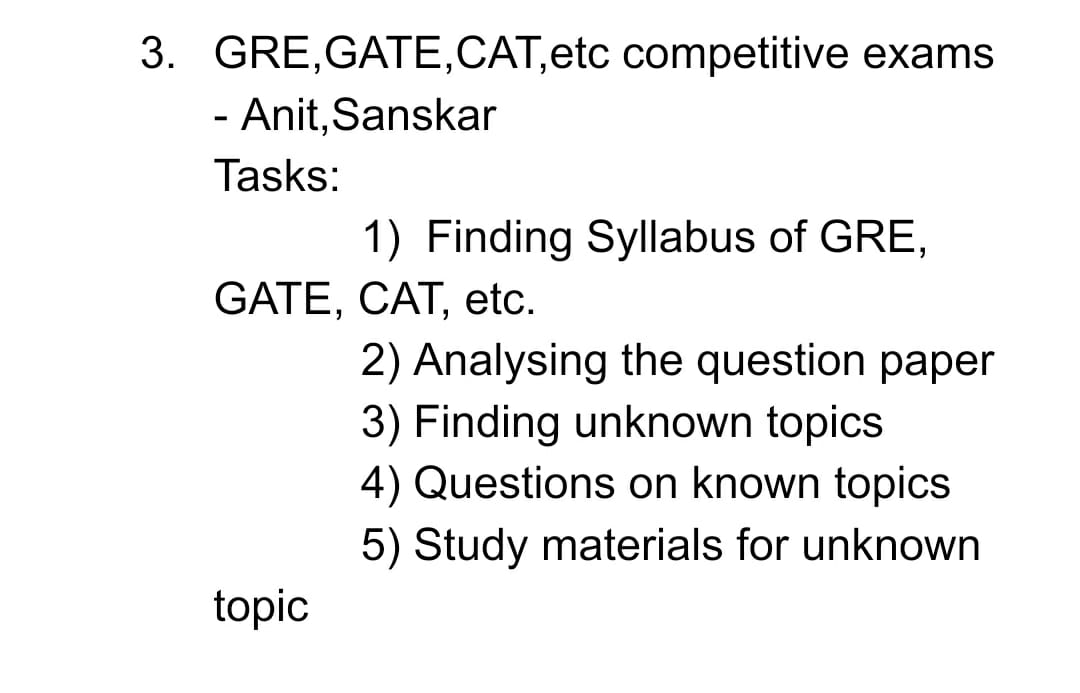 3. GRE,GATE,CAT,etc competitive exams
- Anit,Sanskar
Tasks:
1) Finding Syllabus of GRE,
GATE, CAT, etc.
2) Analysing the question paper
3) Finding unknown topics
4) Questions on known topics
5) Study materials for unknown
topic